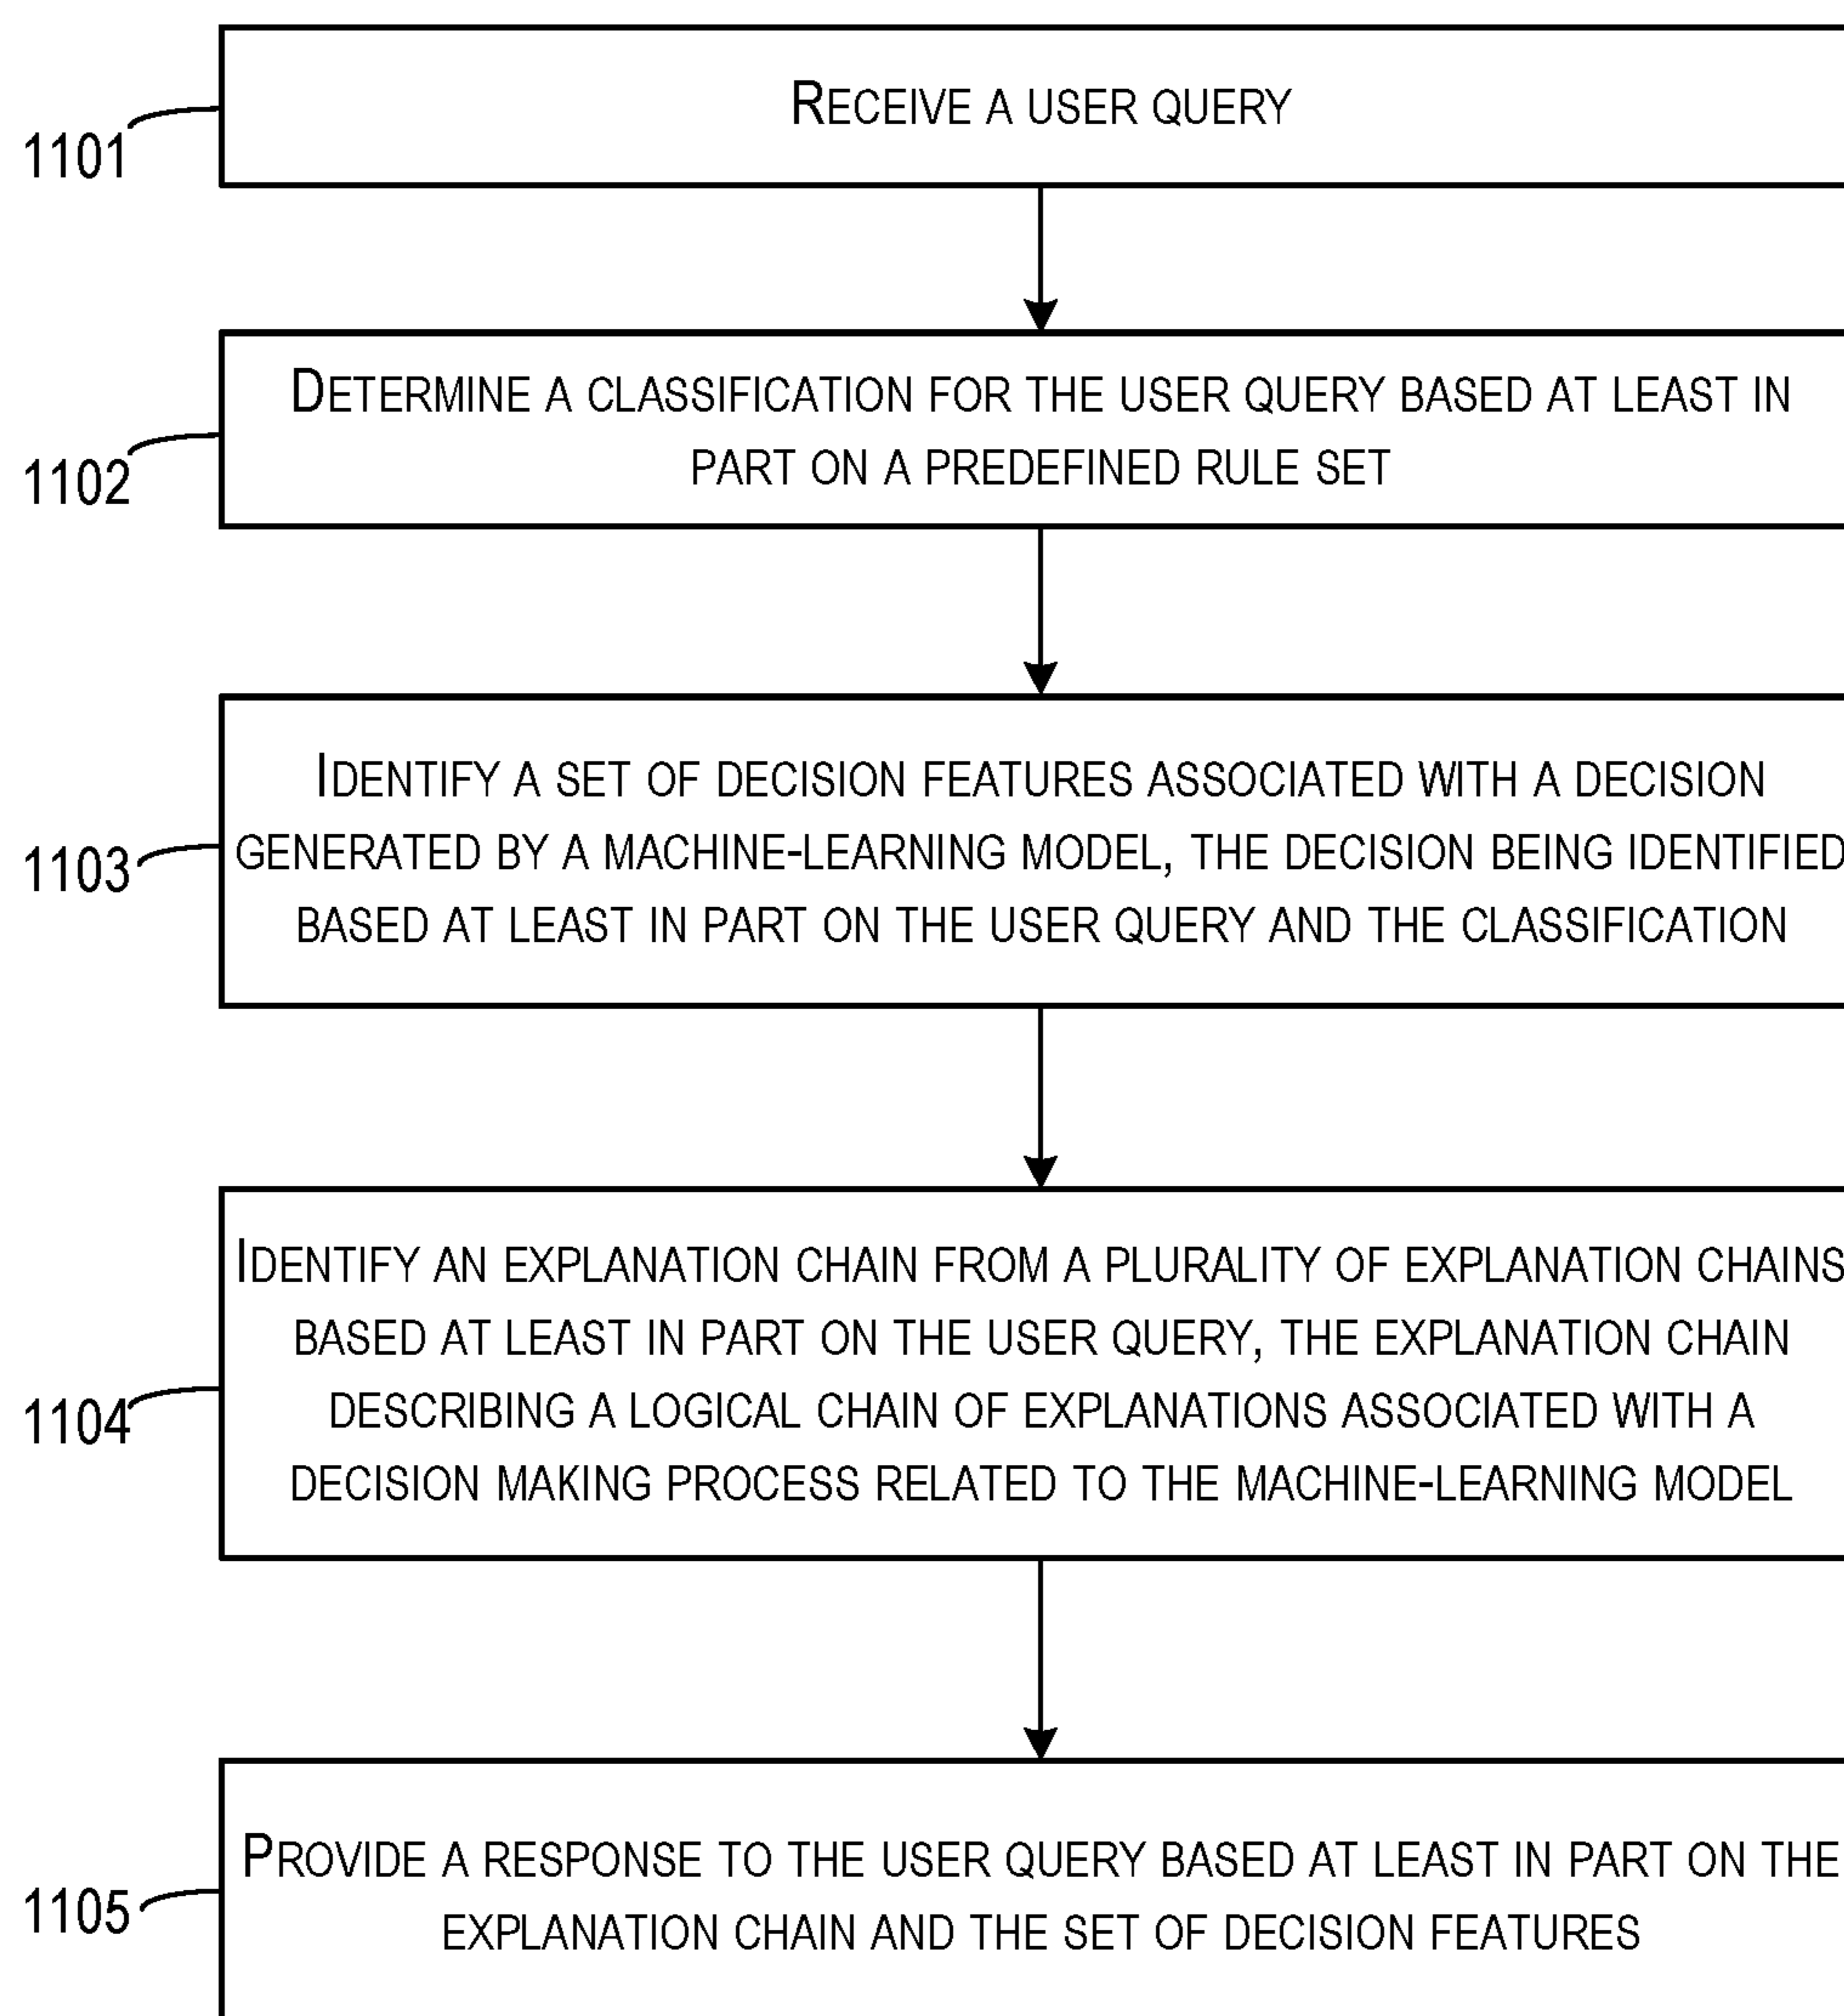 RECEIVE A USER QUERY
1101
DETERMINE A CLASSIFICATION FOR THE USER QUERY BASED AT LEAST IN
PART ON A PREDEFINED RULE SET
1102
IDENTIFY A SET OF DECISION FEATURES ASSOCIATED WITH A DECISION
GENERATED BY A MACHINE-LEARNING MODEL, THE DECISION BEING IDENTIFIED
BASED AT LEAST IN PART ON THE USER QUERY AND THE CLASSIFICATION
1103
IDENTIFY AN EXPLANATION CHAIN FROM A PLURALITY OF EXPLANATION CHAINS
BASED AT LEAST IN PART ON THE USER QUERY, THE EXPLANATION CHAIN
DESCRIBING A LOGICAL CHAIN OF EXPLANATIONS ASSOCIATED WITH A
DECISION MAKING PROCESS RELATED TO THE MACHINE-LEARNING MODEL
1104
PROVIDE A RESPONSE TO THE USER QUERY BASED AT LEAST IN PART ON THE
EXPLANATION CHAIN AND THE SET OF DECISION FEATURES
1105